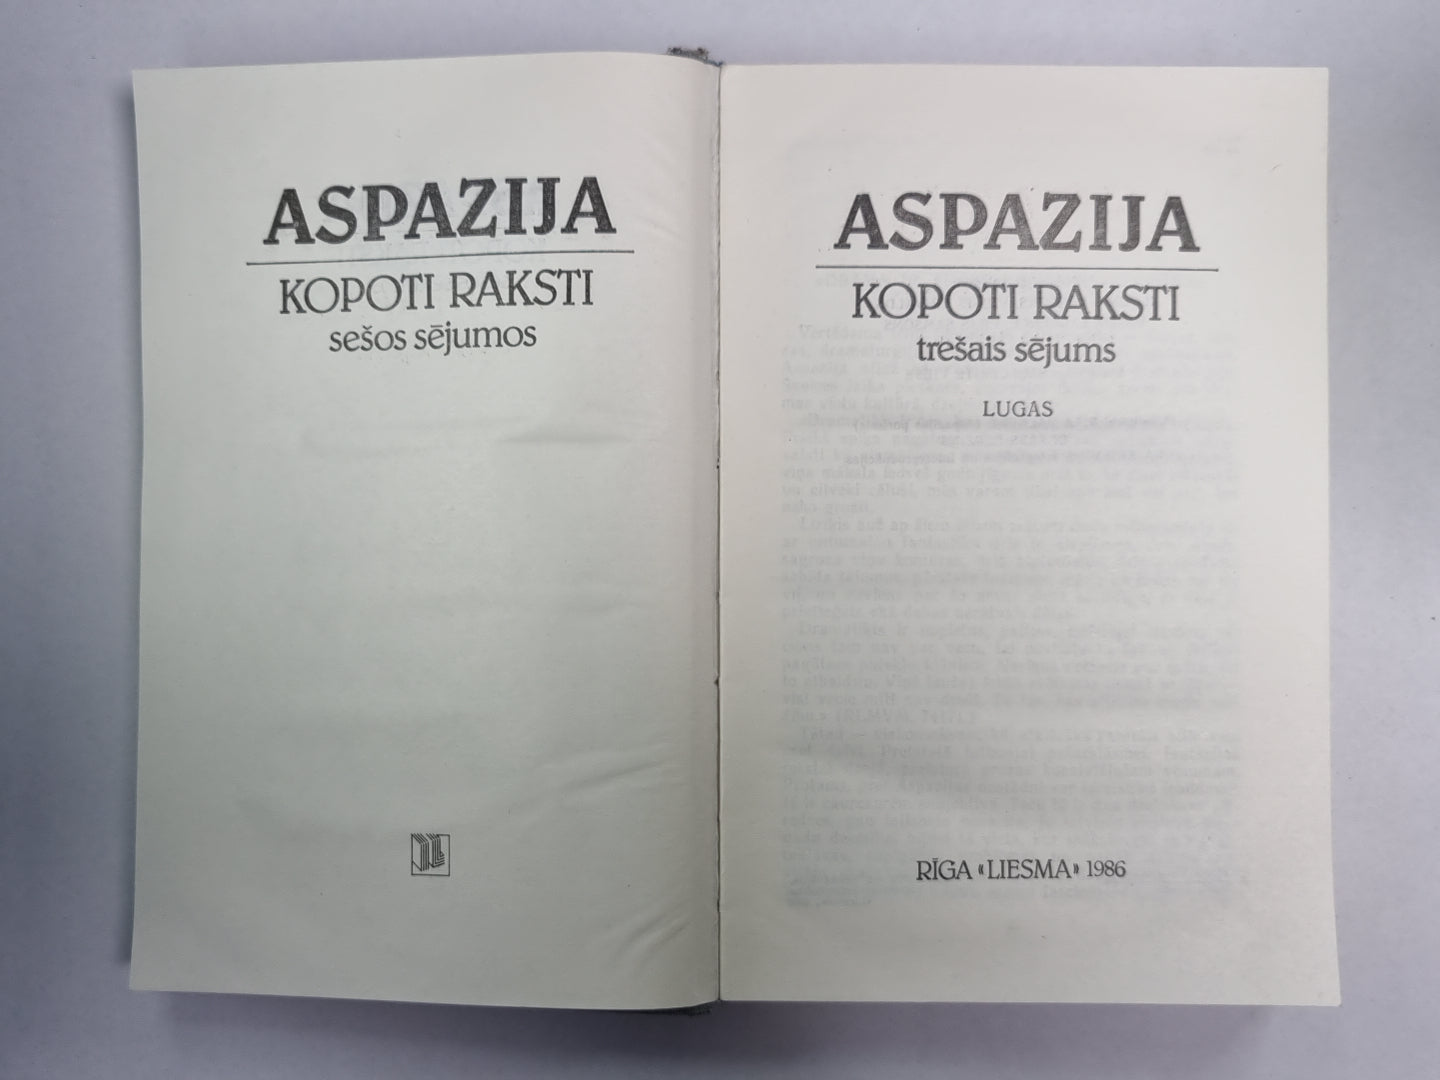 ASPAZIJA
KOPOTI RAKSTI
sešos sējumos
ASPAZIJA
KOPOTI RAKSTI
trešais sējums
LUGAS
RĪGA «LIESMA» 1986